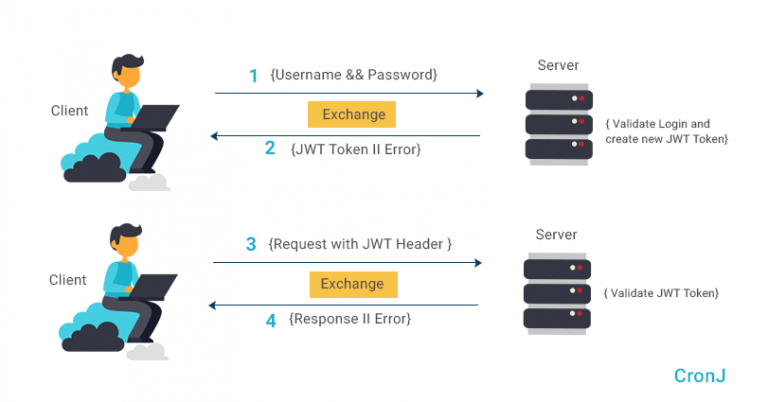 1 {Username && Password}
Server
Client
Exchange
{ Validate Login and
create new JWT Token}
2 {JWT Token II Error}
3 {Request with JWT Header }
Server
Client
Exchange
{ Validate JWT Token}
4 {Response II Error}
CronJ